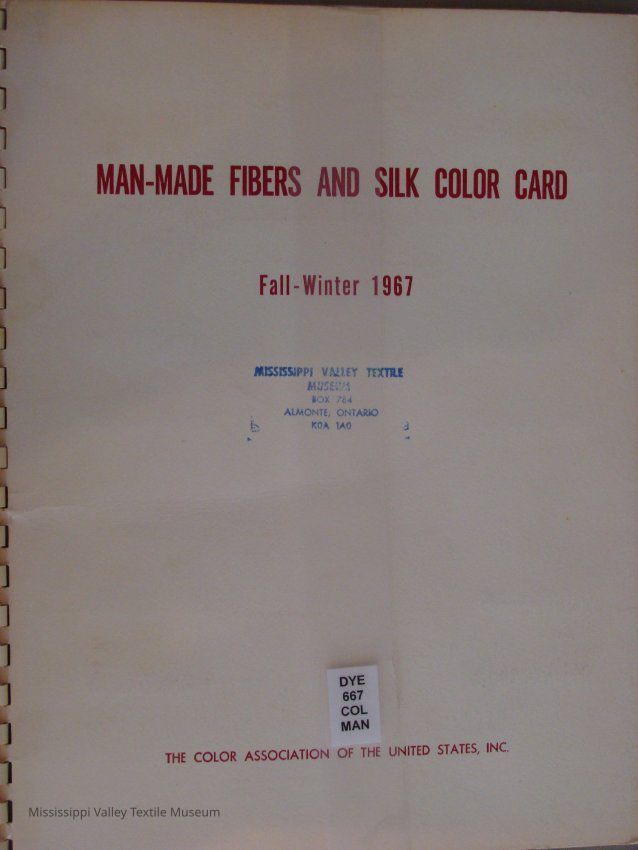 MAN-MADE FIBERS AND SILK COLOR CARD
Fall-Winter 1967
MISSISSIPPI VALLEY TEXTILE
MUSEUM
BOX 784
ALMONTE, ONTARIO
K0A 1A0
DYE
667
COL
MAN
THE COLOR ASSOCIATION OF THE UNITED STATES, INC.
Mississippi Valley Textile Museum